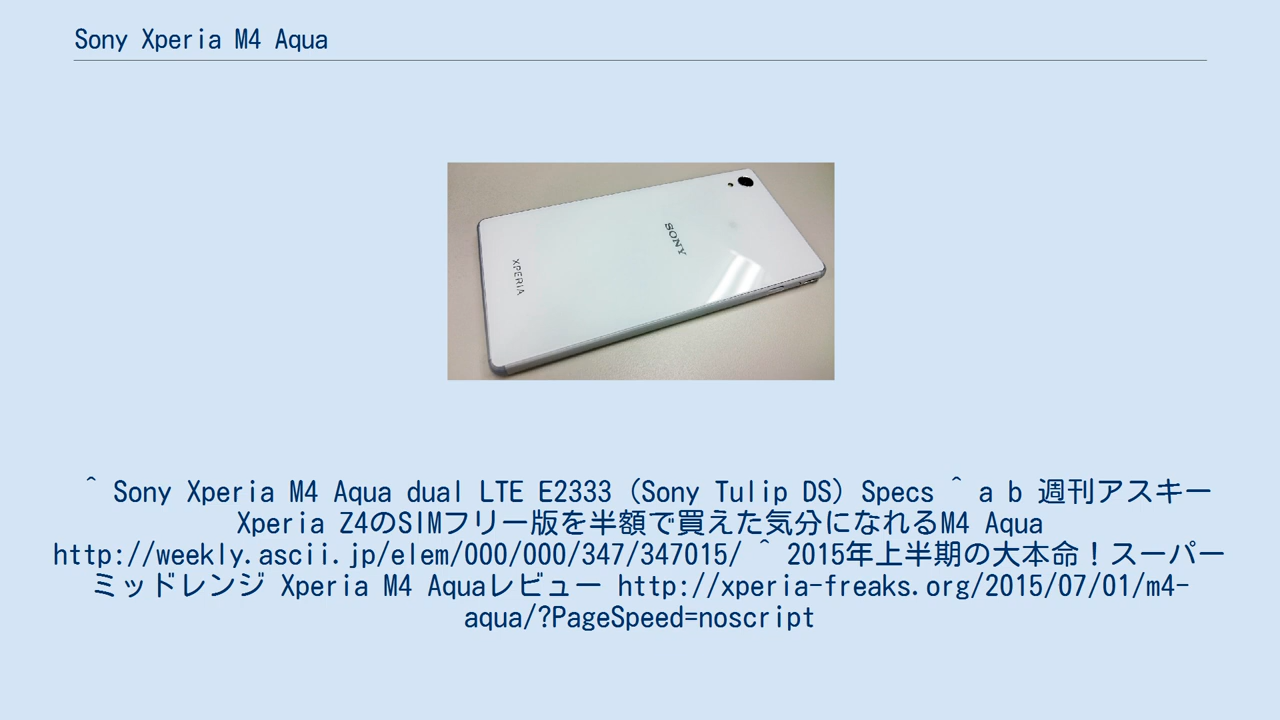 Sony Xperia M4 Aqua
SONY
XPERIA
^ Sony Xperia M4 Aqua dual LTE E2333 (Sony Tulip DS) Specs ^ a b 週刊アスキー
Xperia Z4のSIMフリー版を半額で買えた気分になれるM4 Aqua
http://weekly.ascii.jp/elem/000/000/347/347015/ ^ 2015年上半期の大本命！スーパー
ミッドレンジ Xperia M4 Aquaレビュー http://xperia-freaks.org/2015/07/01/m4-
aqua/?PageSpeed=noscript